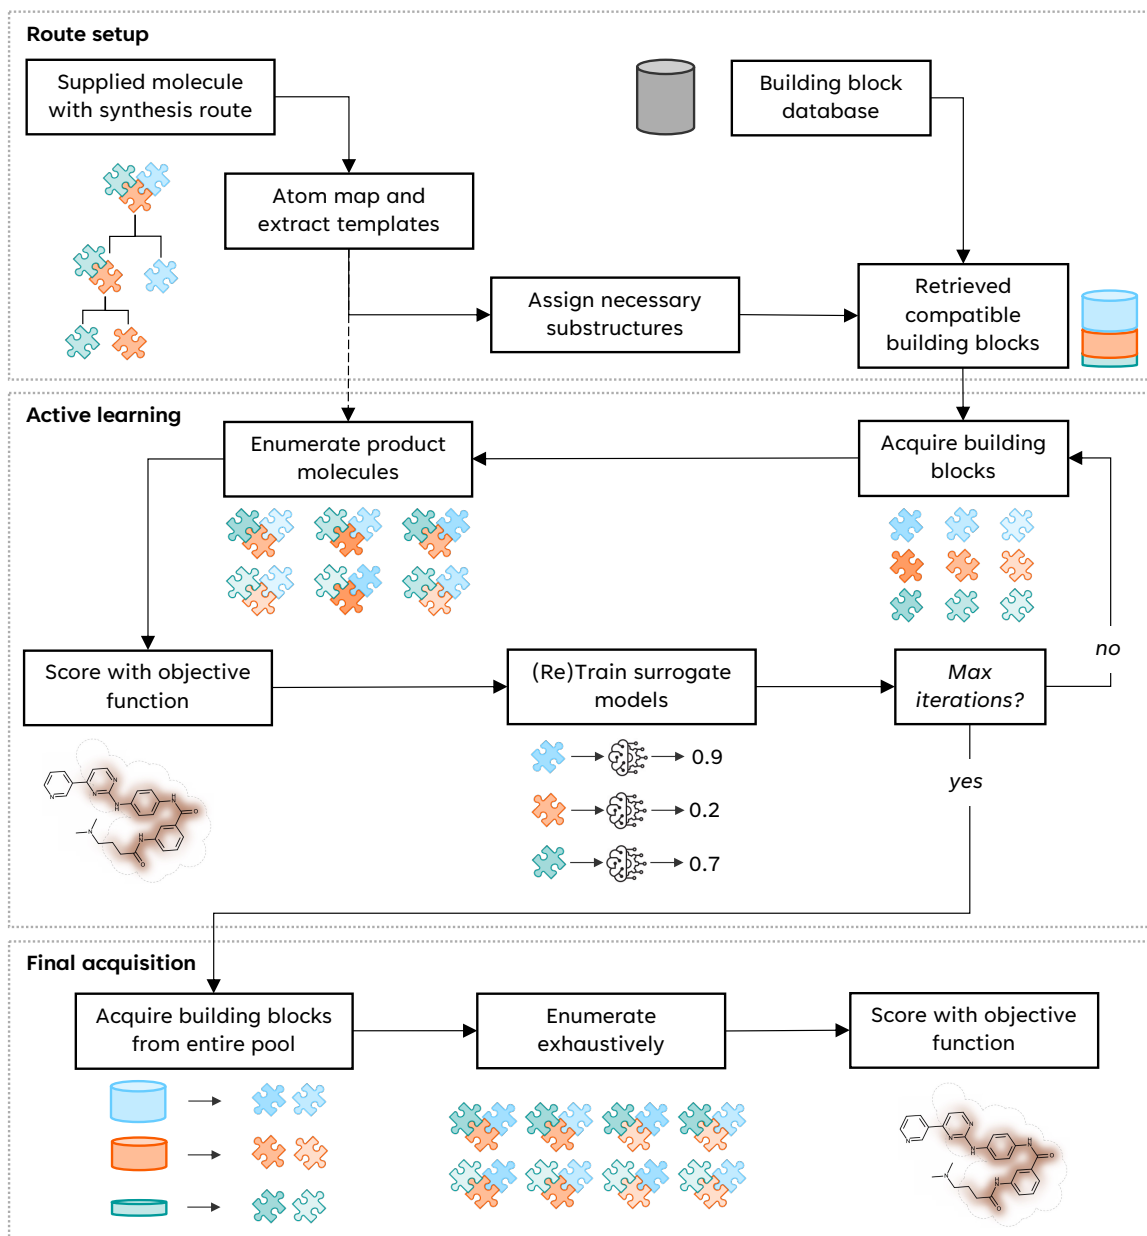 Route setup
Supplied molecule
with synthesis route
Building block
database
Atom map and
extract templates
Assign necessary
substructures
Retrieved
compatible
building blocks
Active learning
Enumerate product
molecules
Acquire building
blocks
Score with objective
function
(Re)Train surrogate
models
Max
iterations?
no
yes
0.9
0.2
0.7
N
N
N
N
H
H
N
O
N
H
N
O
Final acquisition
Acquire building blocks
from entire pool
Enumerate
exhaustively
Score with objective
function
N
N
N
N
H
H
N
O
N
H
N
O